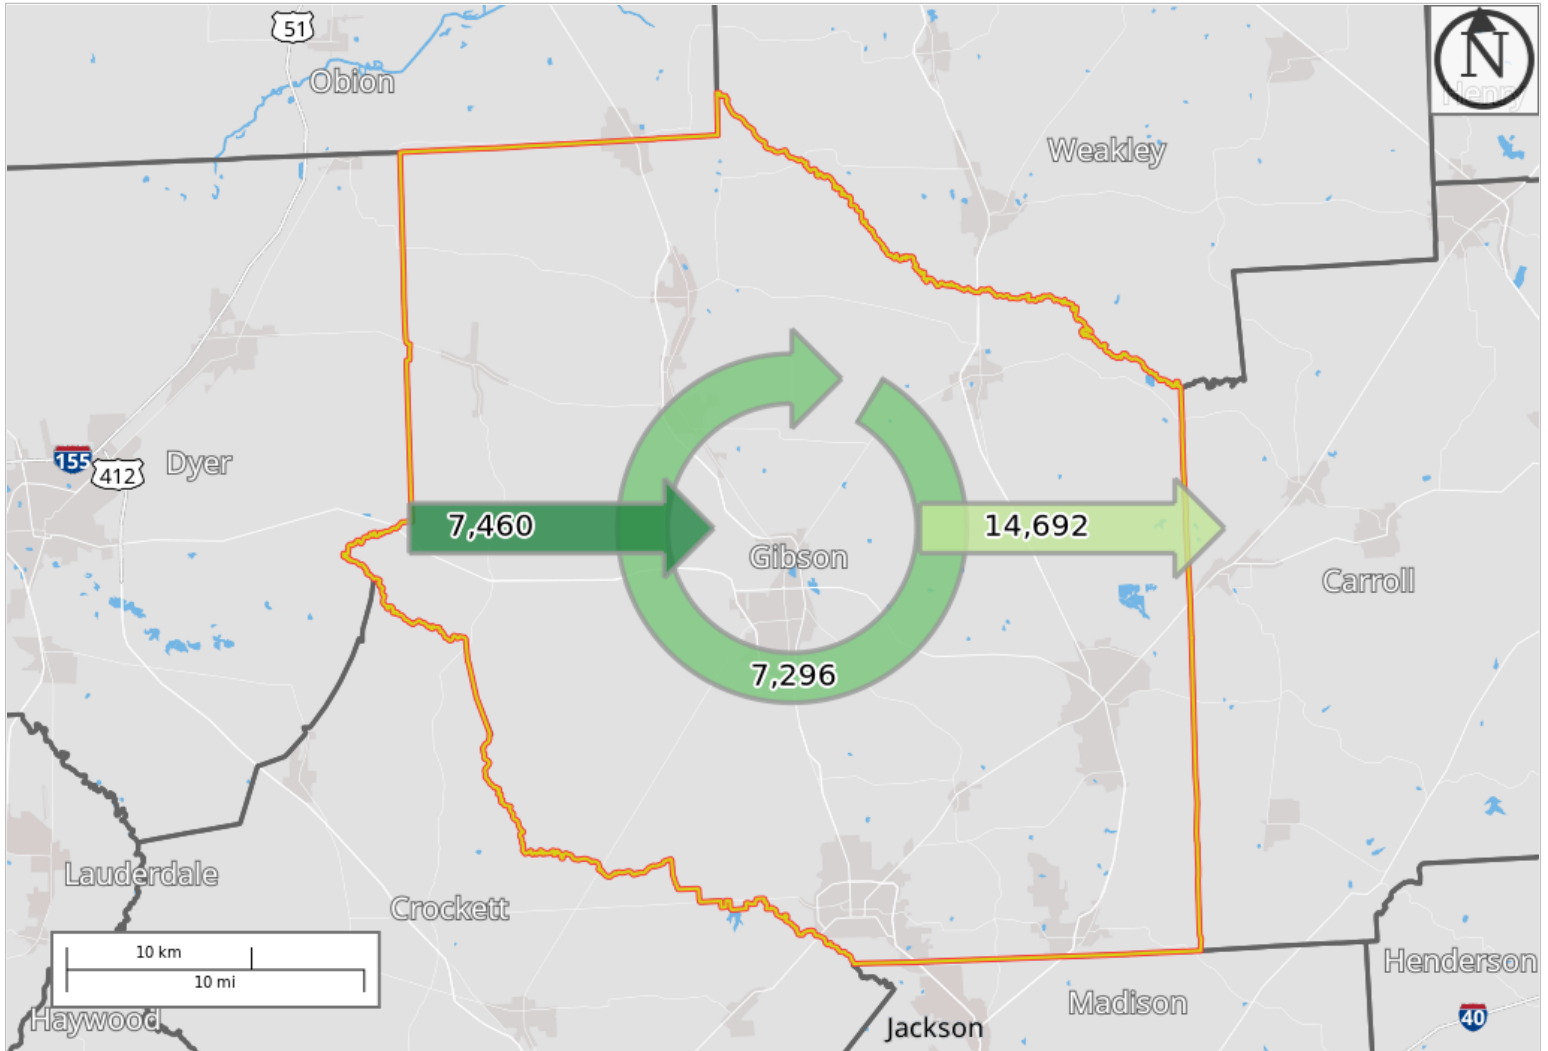 51
Obion
N
Henry
Weakley
155
412
Dyer
7,460
14,692
Gibson
Carroll
7,296
Lauderdale
Crockett
10 km
10 mi
Haywood
Henderson
Madison
40
Jackson